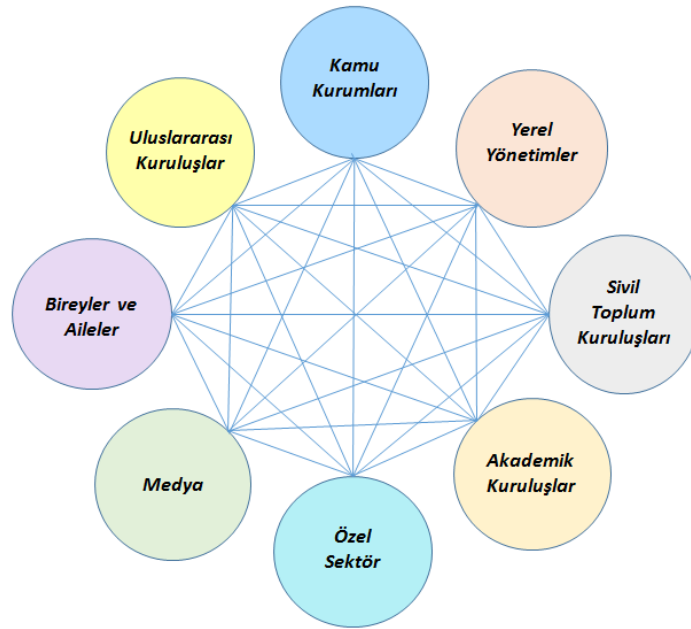 Kamu
Kurumları
Yerel
Yönetimler
Sivil
Toplum
Kuruluşları
Akademik
Kuruluşlar
Özel
Sektör
Medya
Bireyler ve
Aileler
Uluslararası
Kuruluşlar